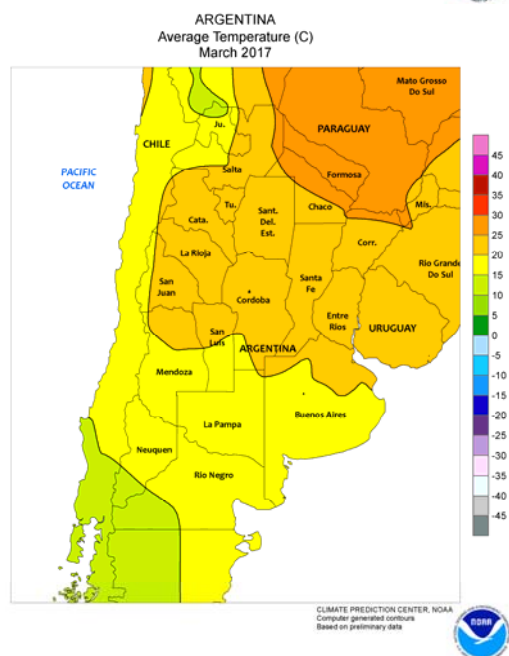 ARGENTINA
Average Temperature (C)
March 2017
Mato Grosso
Do Sul
Ju.
PARAGUAY
CHILE
PACIFIC
OCEAN
Salta
Formosa
Tu.
Chaco
Mis.
Cata.
Sant.
Del.
Est.
Corr.
La Rioja
Rio Grande
Do Sul
San
Juan
Santa
Fe
Cordoba
Entre
Rios
URUGUAY
San
Luis
ARGENTINA
Mendoza
Buenos Aires
La Pampa
Neuquen
Rio Negro
45
40
35
30
25
20
15
10
5
0
-5
-10
-15
-20
-25
-30
-35
-40
-45
CLIMATE PREDICTION CENTER, NOAA
Computer generated contours
Based on preliminary data
NOAA